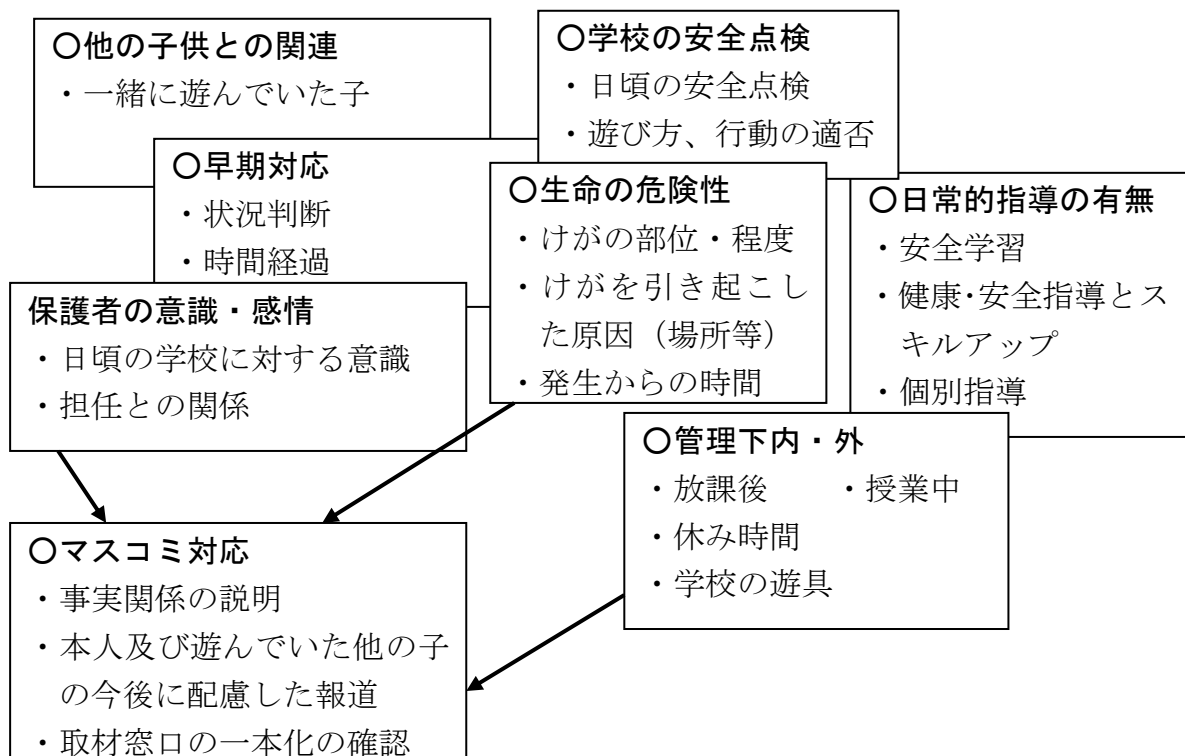 〇他の子供との関連
・一緒に遊んでいた子
〇学校の安全点検
・日頃の安全点検
・遊び方、行動の適否
〇早期対応
・状況判断
・時間経過
〇生命の危険性
・けがの部位・程度
・けがを引き起こし
た原因（場所等）
・発生からの時間
〇日常的指導の有無
・安全学習
・健康･安全指導とス
キルアップ
・個別指導
保護者の意識・感情
・日頃の学校に対する意識
・担任との関係
〇管理下内・外
・放課後　　・授業中
・休み時間
・学校の遊具
〇マスコミ対応
・事実関係の説明
・本人及び遊んでいた他の子
の今後に配慮した報道
・取材窓口の一本化の確認